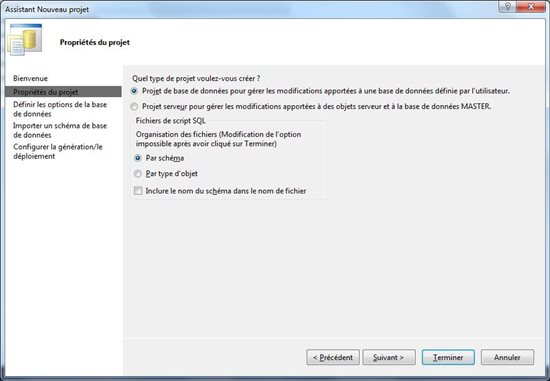 Assistant Nouveau projet
Propriétés du projet
Bienvenue
Propriétés du projet
Définir les options de la base
de données
Importer un schéma de base
de données
Configurer la génération/le
déploiement
Quel type de projet voulez-vous créer ?
Projet de base de données pour gérer les modifications apportées à une base de données définie par l'utilisateur.
Projet serveur pour gérer les modifications apportées à des objets serveur et à la base de données MASTER.
Fichiers de script SQL
Organisation des fichiers (Modification de l'option
impossible après avoir cliqué sur Terminer)
Par schéma
Par type d'objet
Inclure le nom du schéma dans le nom de fichier
< Précédent
Suivant >
Terminer
Annuler